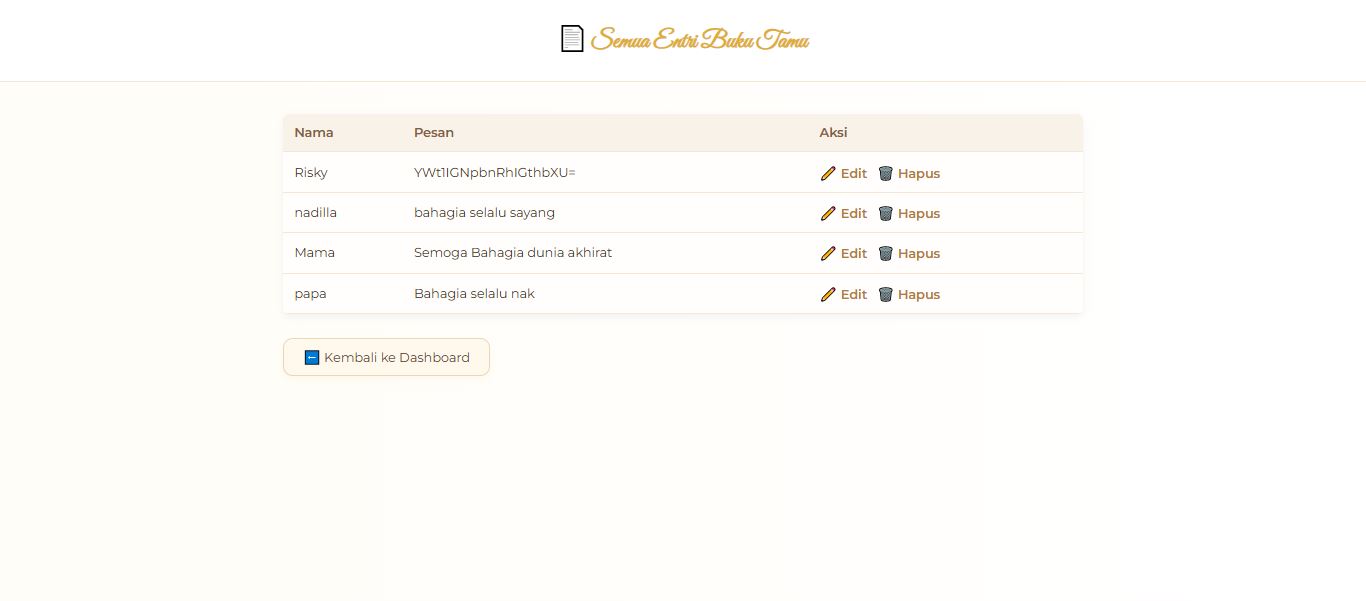 Semua Entri Buku Tamu
Nama Pesan Aksi
Risky YWt1IGNpbnRhIGthbXU= Edit Hapus
nadilla bahagia selalu sayang Edit Hapus
Mama Semoga Bahagia dunia akhirat Edit Hapus
papa Bahagia selalu nak Edit Hapus
Kembali ke Dashboard